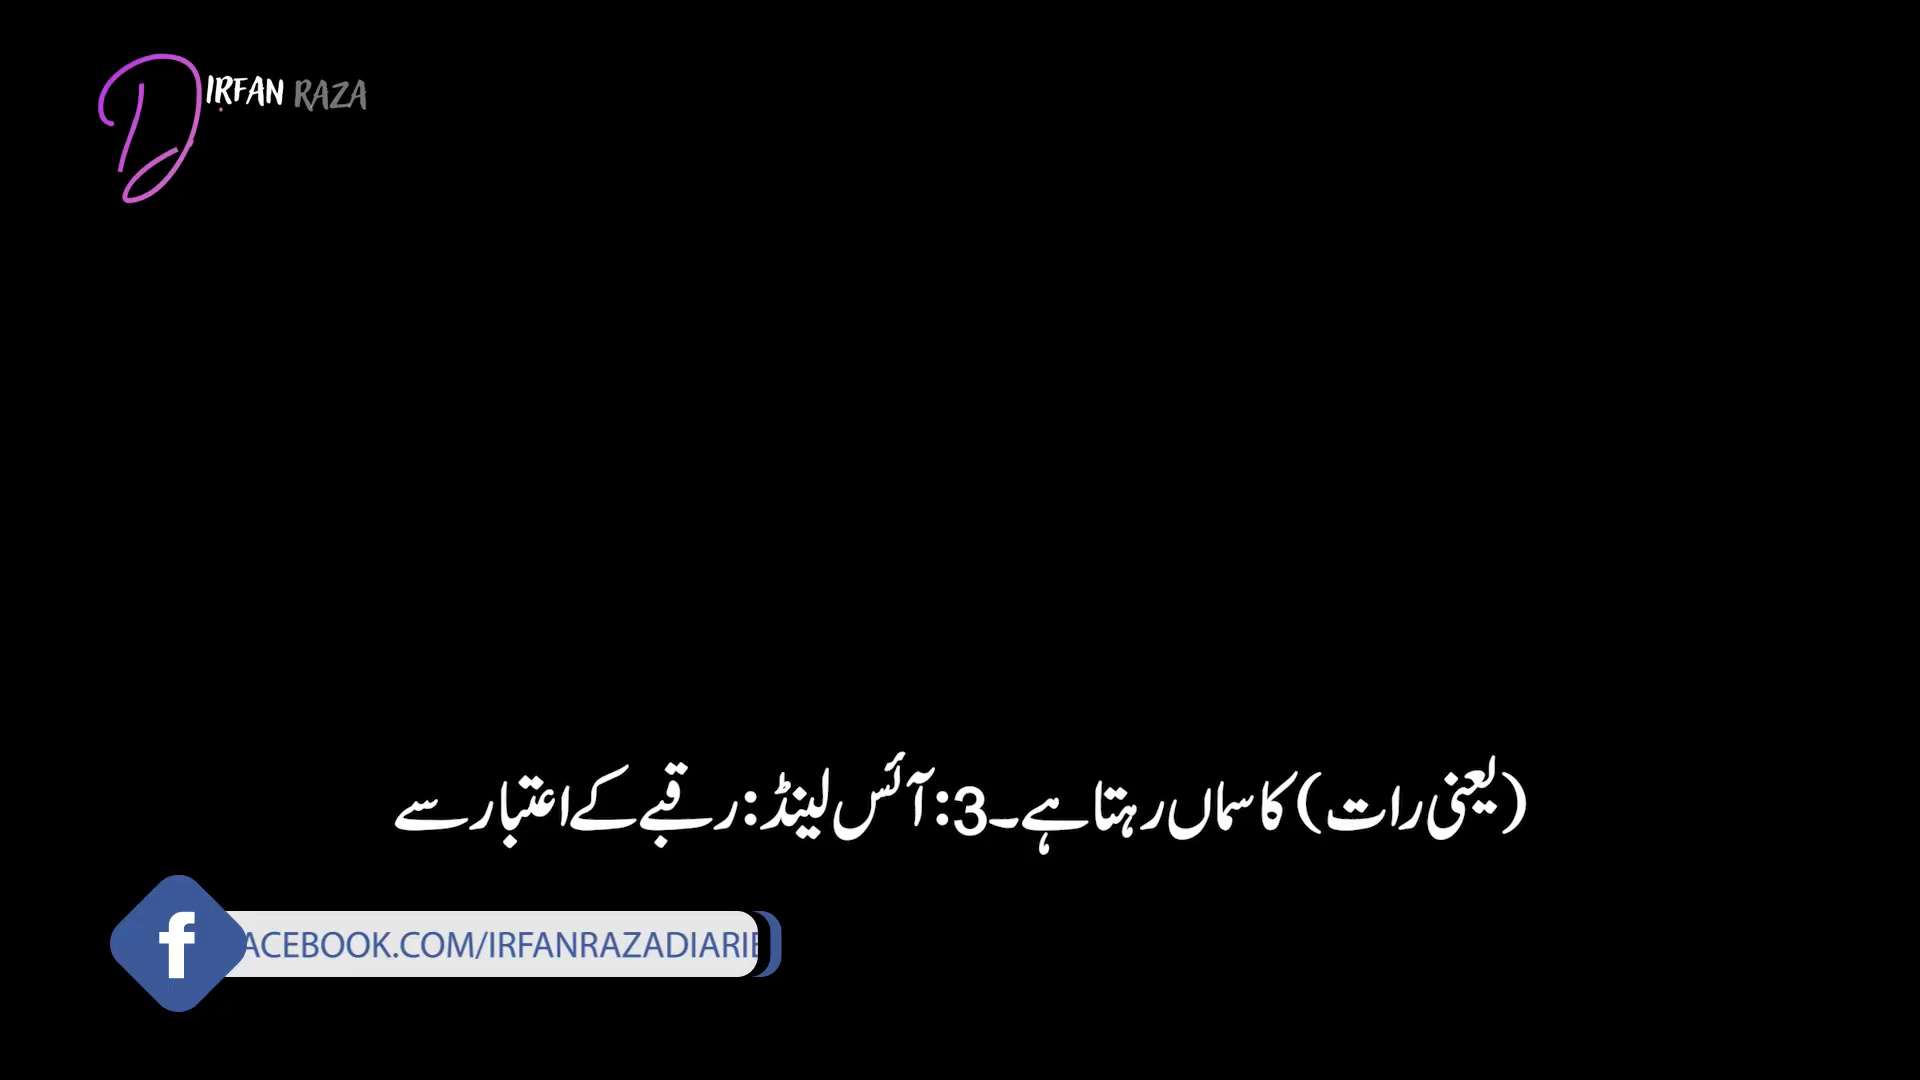 IRFAN RAZA
(یعنی رات) کا سماں رہتا ہے۔3: آئس لینڈ: رقبے کے اعتبار سے
ACEBOOK.COM/IRFANRAZADIARIE